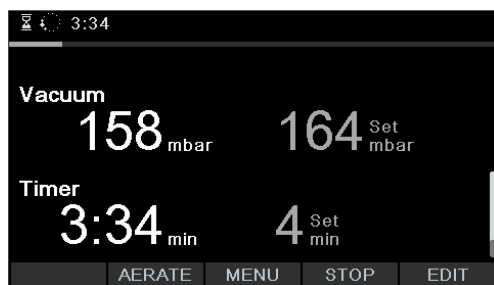 3:34
Vacuum
158 mbar 164 Set mbar
Timer
3:34 min 4 Set min
AERATE MENU STOP EDIT